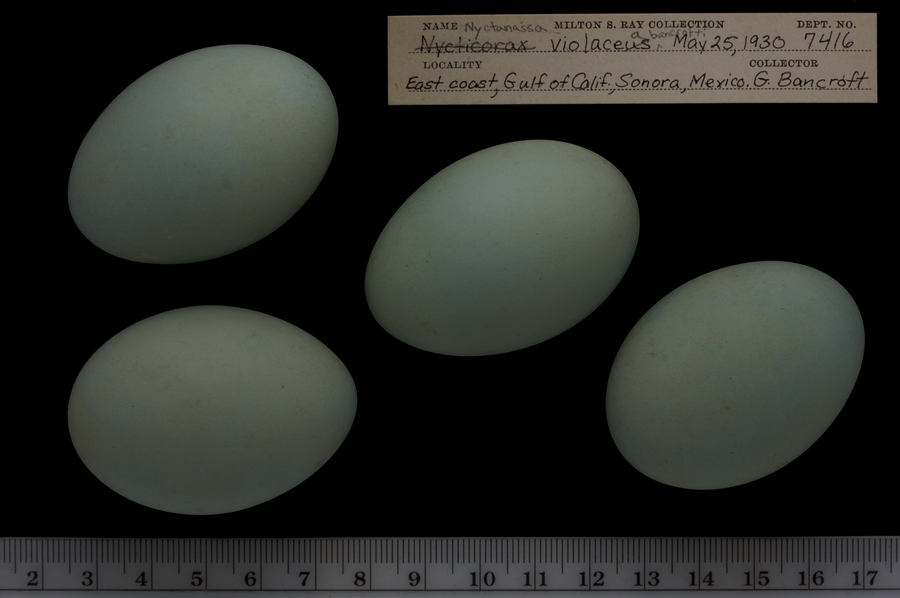 NAME Nyctanassa MILTON S. RAY COLLECTION DEPT. NO.
Nycticorax violaceus a bancrofti. May 25, 1930 7416
LOCALITY COLLECTOR
East coast, Gulf of Calif., Sonora, Mexico. G. Bancroft
2 3 4 5 6 7 8 9 10 11 12 13 14 15 16 17